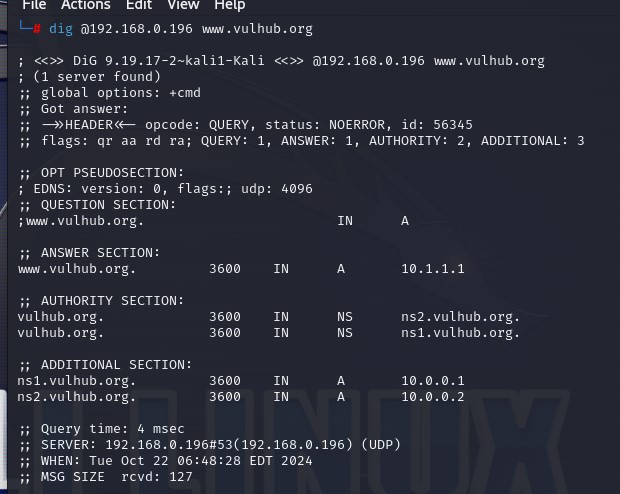 File Actions Edit View Help
└─# dig @192.168.0.196 www.vulhub.org
; <<>> DiG 9.19.17-2~kali1-Kali <<>> @192.168.0.196 www.vulhub.org
; (1 server found)
;; global options: +cmd
;; Got answer:
;; ->>HEADER<<- opcode: QUERY, status: NOERROR, id: 56345
;; flags: qr aa rd ra; QUERY: 1, ANSWER: 1, AUTHORITY: 2, ADDITIONAL: 3
;; OPT PSEUDOSECTION:
; EDNS: version: 0, flags:; udp: 4096
;; QUESTION SECTION:
;www.vulhub.org. IN A
;; ANSWER SECTION:
www.vulhub.org. 3600 IN A 10.1.1.1
;; AUTHORITY SECTION:
vulhub.org. 3600 IN NS ns2.vulhub.org.
vulhub.org. 3600 IN NS ns1.vulhub.org.
;; ADDITIONAL SECTION:
ns1.vulhub.org. 3600 IN A 10.0.0.1
ns2.vulhub.org. 3600 IN A 10.0.0.2
;; Query time: 4 msec
;; SERVER: 192.168.0.196#53(192.168.0.196) (UDP)
;; WHEN: Tue Oct 22 06:48:28 EDT 2024
;; MSG SIZE rcvd: 127